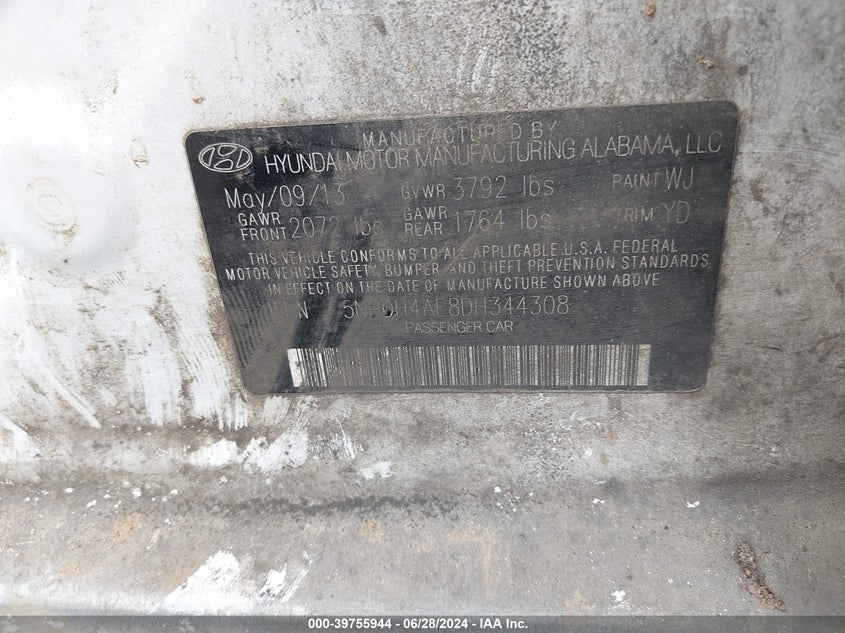 MANUFACTURED BY
HYUNDAI MOTOR MANUFACTURING ALABAMA, LLC
May/09/13 GVWR 3792 lbs PAINT WJ
GAWR FRONT 2072 lbs GAWR REAR 1764 lbs TRIM YD
THIS VEHICLE CONFORMS TO ALL APPLICABLE U.S.A. FEDERAL
MOTOR VEHICLE SAFETY, BUMPER, AND THEFT PREVENTION STANDARDS
IN EFFECT ON THE DATE OF MANUFACTURE SHOWN ABOVE.
5NPDH4AE8DH344308
PASSENGER CAR
000-39755944 | 06/28/2024 | © IAA Holdings, LLC.